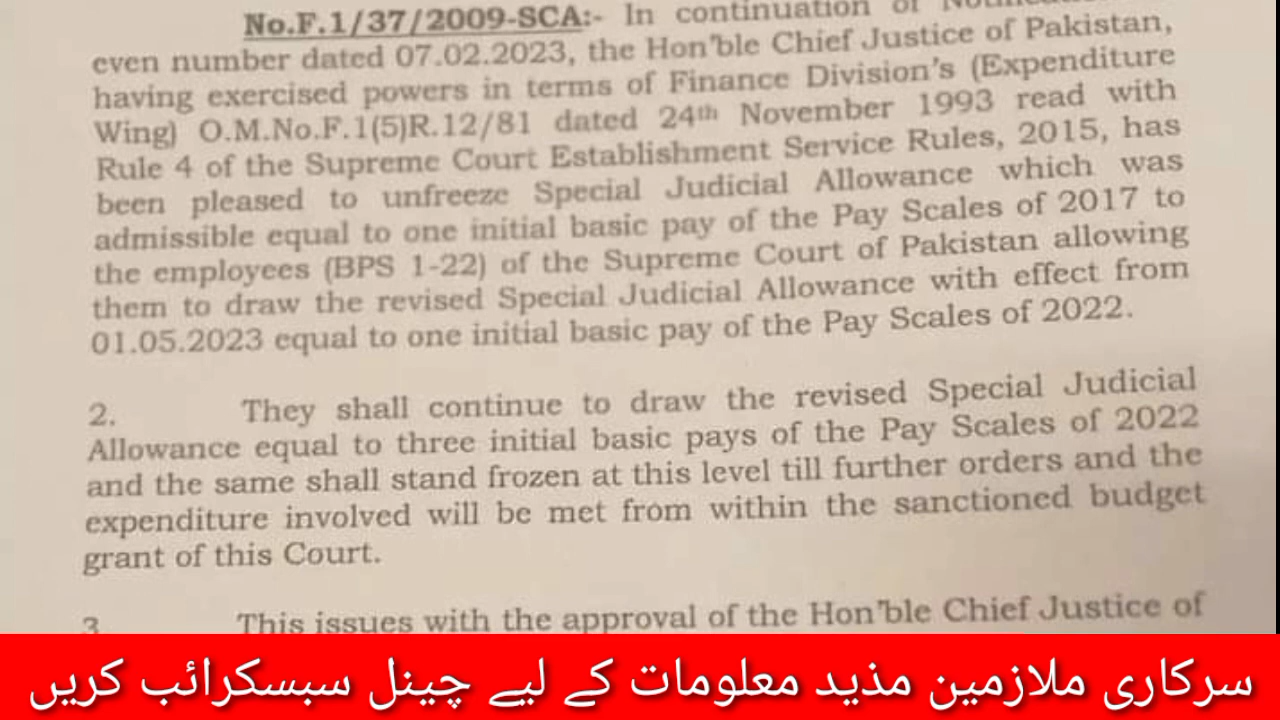 No.F.1/37/2009-SCA:- In continuation of
even number dated 07.02.2023, the Hon'ble Chief Justice of Pakistan,
having exercised powers in terms of Finance Division's (Expenditure
Wing) O.M.No.F.1(5)R.12/81 dated 24th November 1993 read with
Rule 4 of the Supreme Court Establishment Service Rules, 2015, has
been pleased to unfreeze Special Judicial Allowance which was
admissible equal to one initial basic pay of the Pay Scales of 2017 to
the employees (BPS 1-22) of the Supreme Court of Pakistan allowing
them to draw the revised Special Judicial Allowance with effect from
01.05.2023 equal to one initial basic pay of the Pay Scales of 2022.
2. They shall continue to draw the revised Special Judicial
Allowance equal to three initial basic pays of the Pay Scales of 2022
and the same shall stand frozen at this level till further orders and the
expenditure involved will be met from within the sanctioned budget
grant of this Court.
3. This issues with the approval of the Hon'ble Chief Justice of
سرکاری ملازمین مذید معلومات کے لیے چینل سبسکرائب کریں